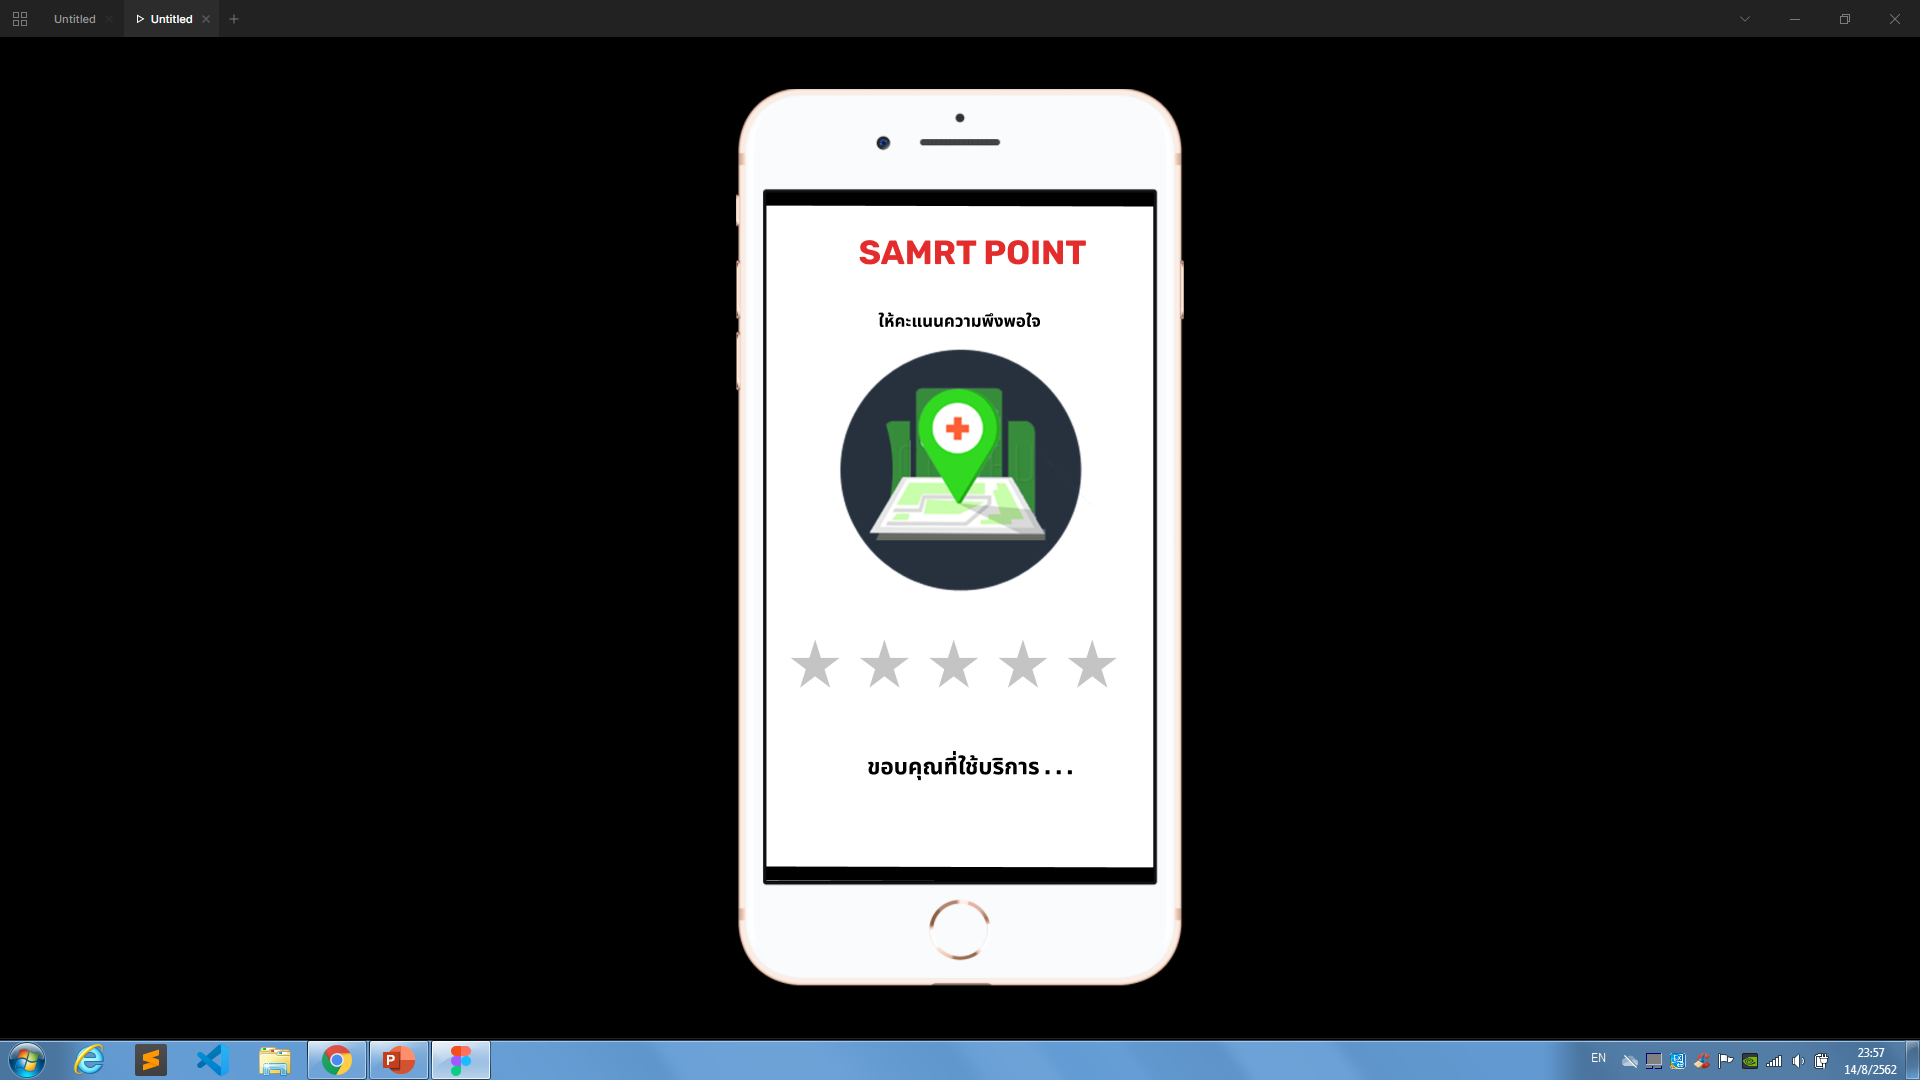 Untitled
Untitled
SAMRT POINT
ให้คะแนนความพึงพอใจ
ขอบคุณที่ใช้บริการ . . .
EN
23:57
14/8/2562